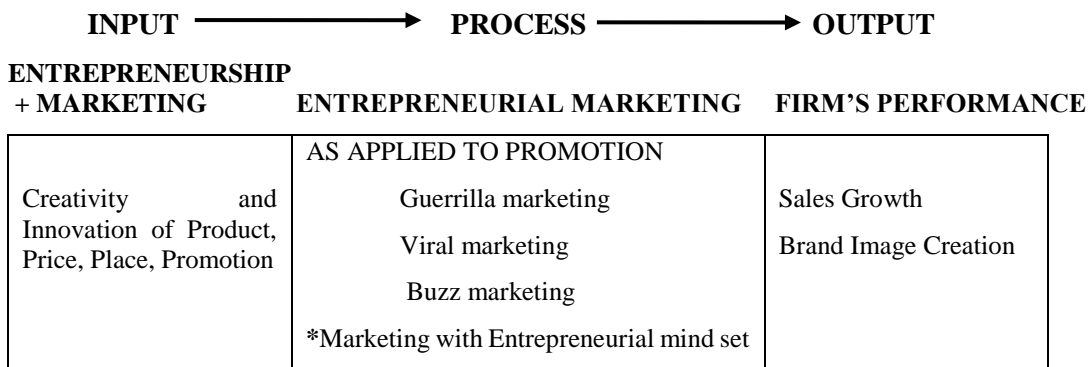 INPUT PROCESS OUTPUT
ENTREPRENEURSHIP
+ MARKETING ENTREPRENEURIAL MARKETING FIRM'S PERFORMANCE
AS APPLIED TO PROMOTION
Creativity and Guerrilla marketing Sales Growth
Innovation of Product,
Price, Place, Promotion Viral marketing Brand Image Creation
Buzz marketing
*Marketing with Entrepreneurial mind set